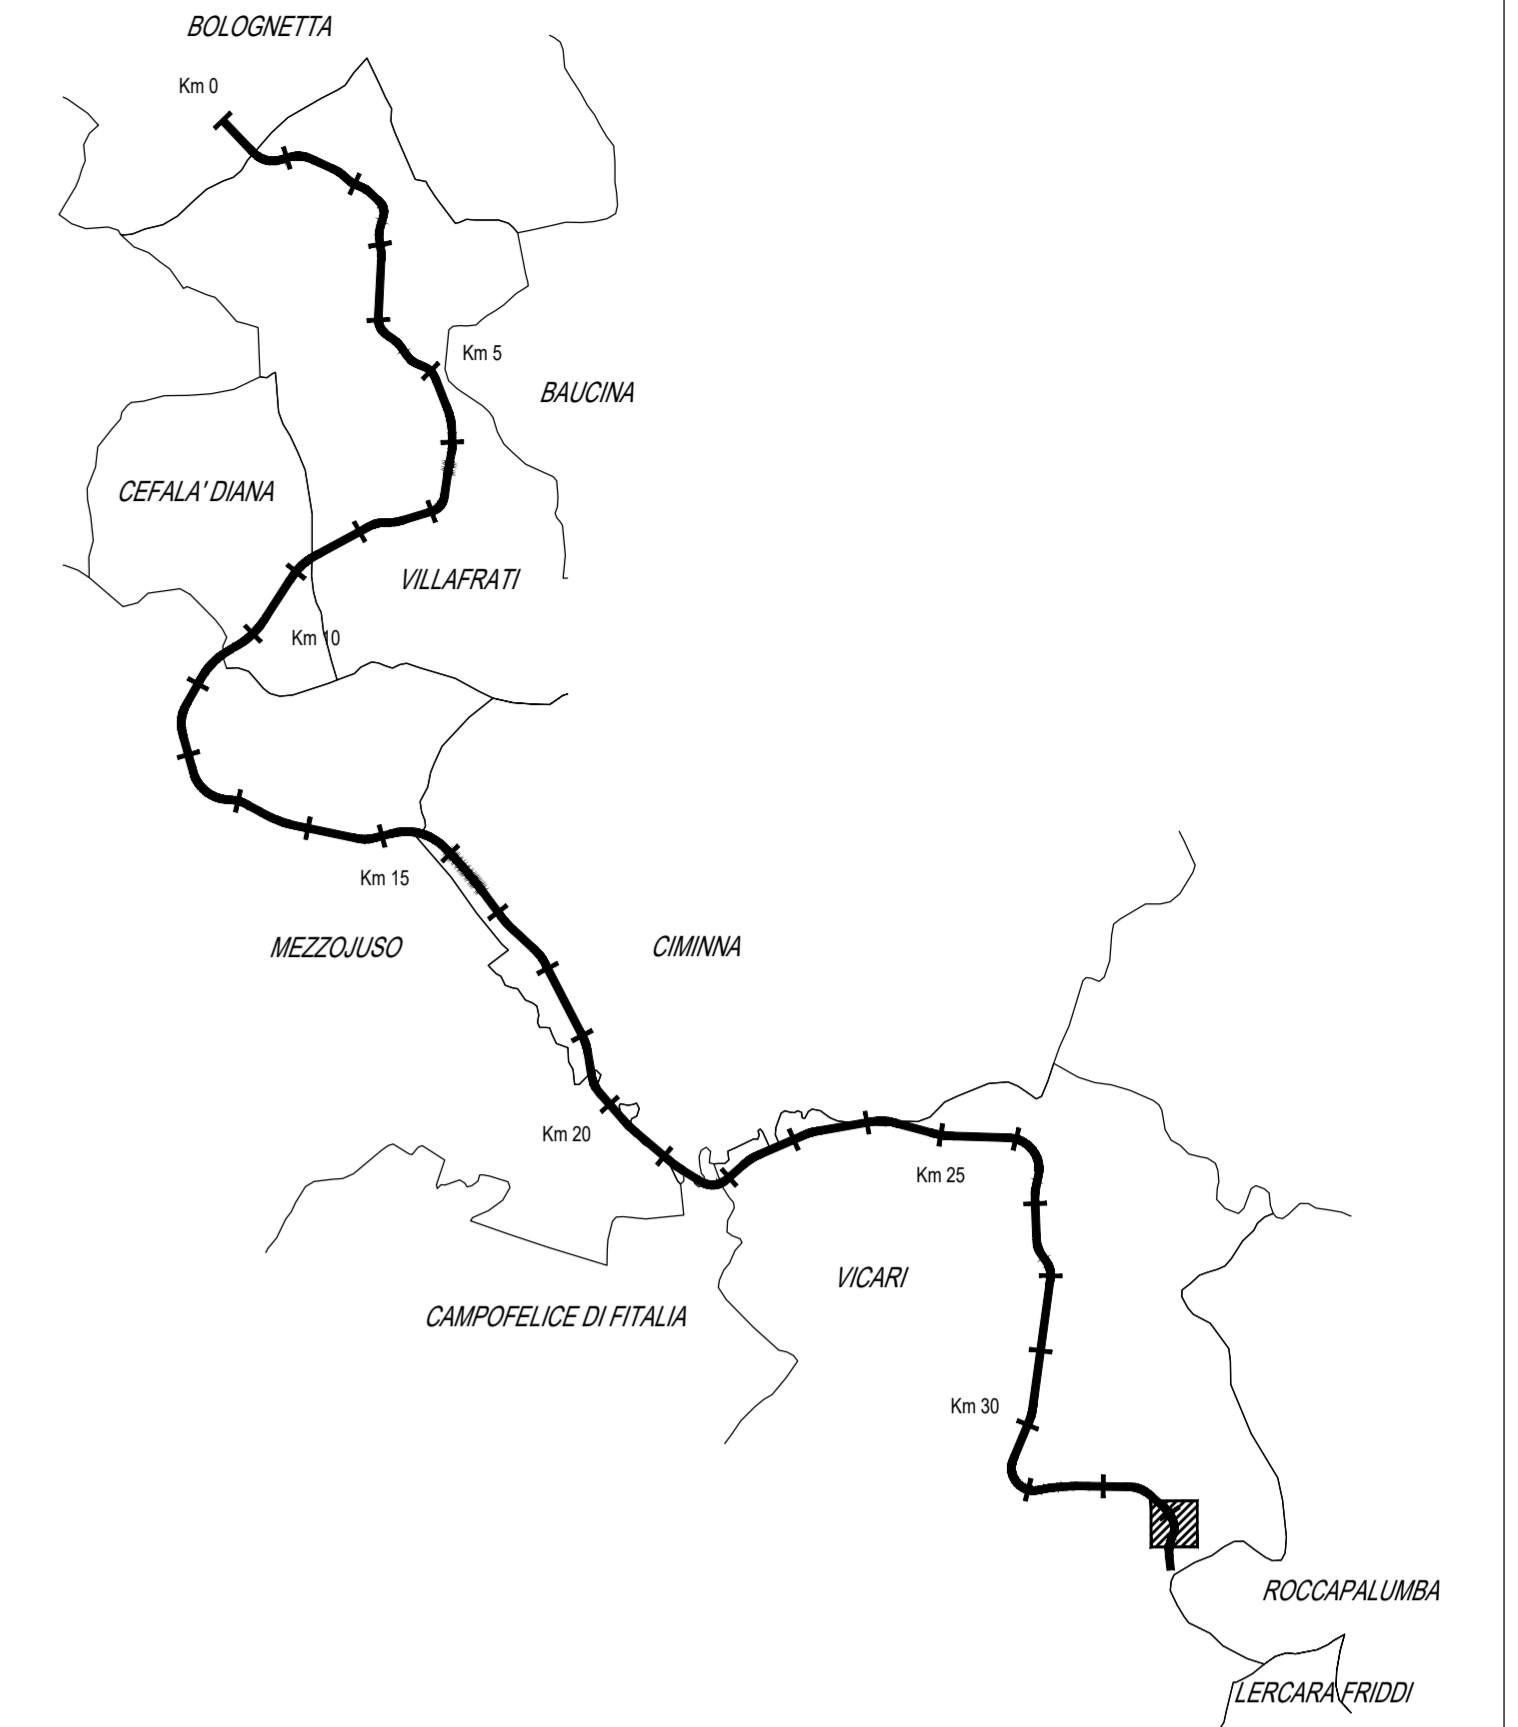 BOLOGNETTA
Km 0
Km 5
BAUCINA
CEFALA' DIANA
VILLAFRATI
Km 10
Km 15
MEZZOJUSO
CIMINNA
Km 20
Km 25
VICARI
CAMPOFELICE DI FITALIA
Km 30
ROCCAPALUMBA
LERCARA FRIDDI